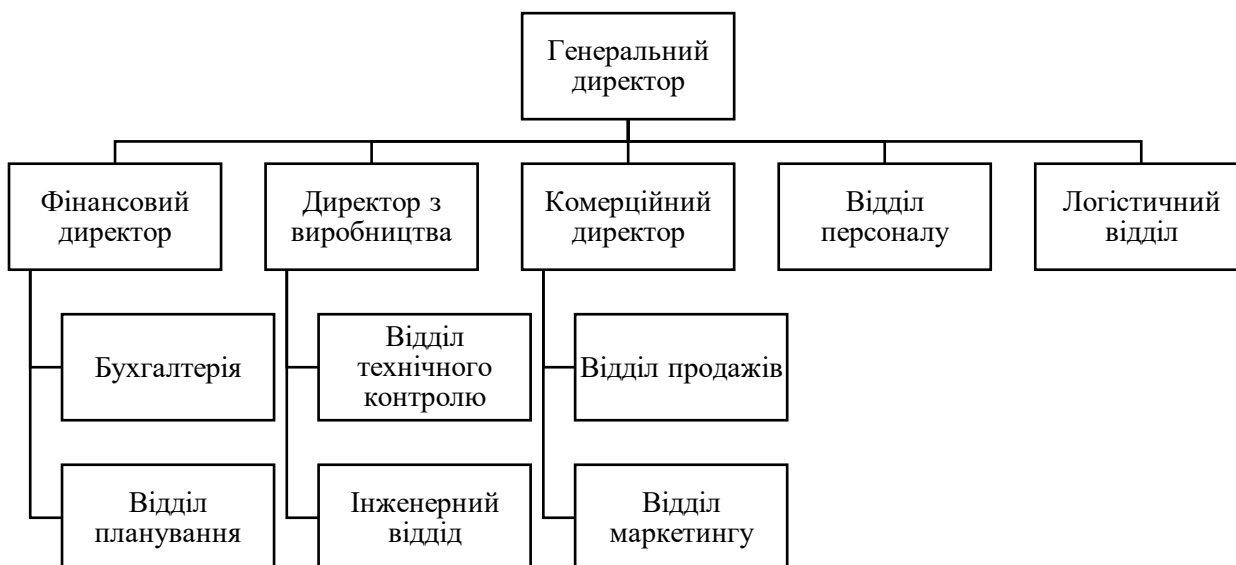 Генеральний
директор
Фінансовий
директор
Директор з
виробництва
Комерційний
директор
Відділ
персоналу
Логістичний
відділ
Бухгалтерія
Відділ
технічного
контролю
Відділ продажів
Відділ
планування
Інженерний
віддід
Відділ
маркетингу